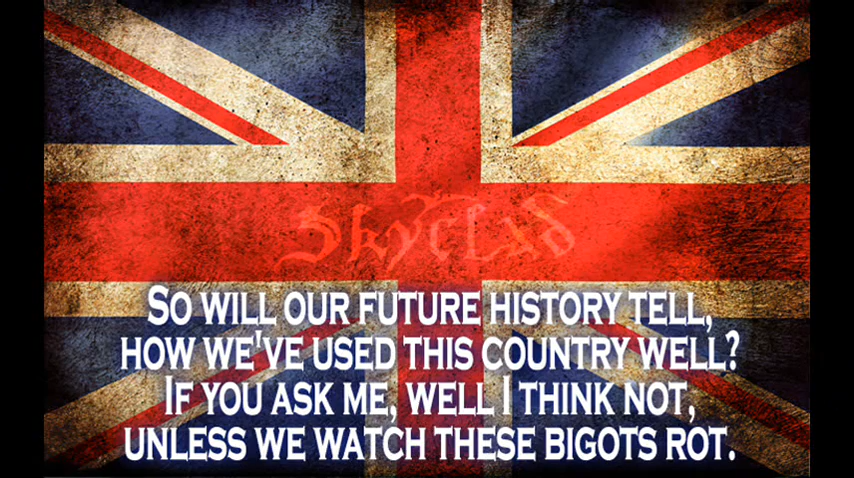 Skyclad
So will our future history tell,
how we've used this country well?
If you ask me, well I think not,
unless we watch these bigots rot.